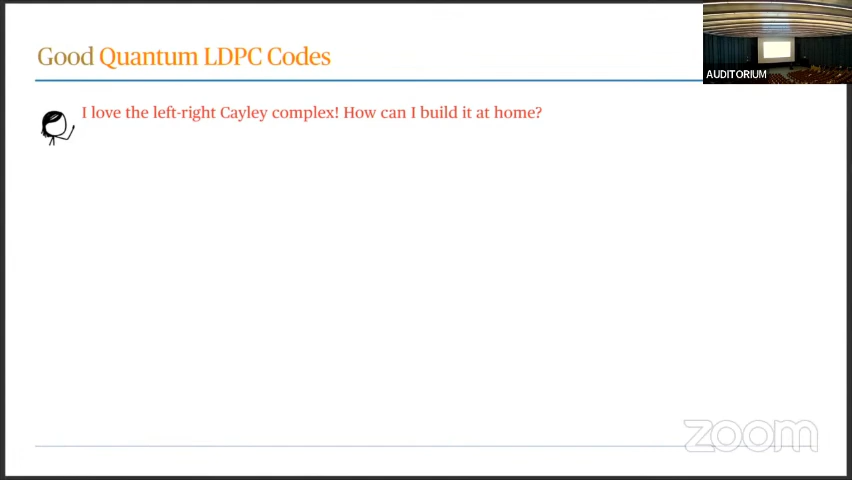 Good Quantum LDPC Codes
AUDITORIUM
I love the left-right Cayley complex! How can I build it at home?
zoom